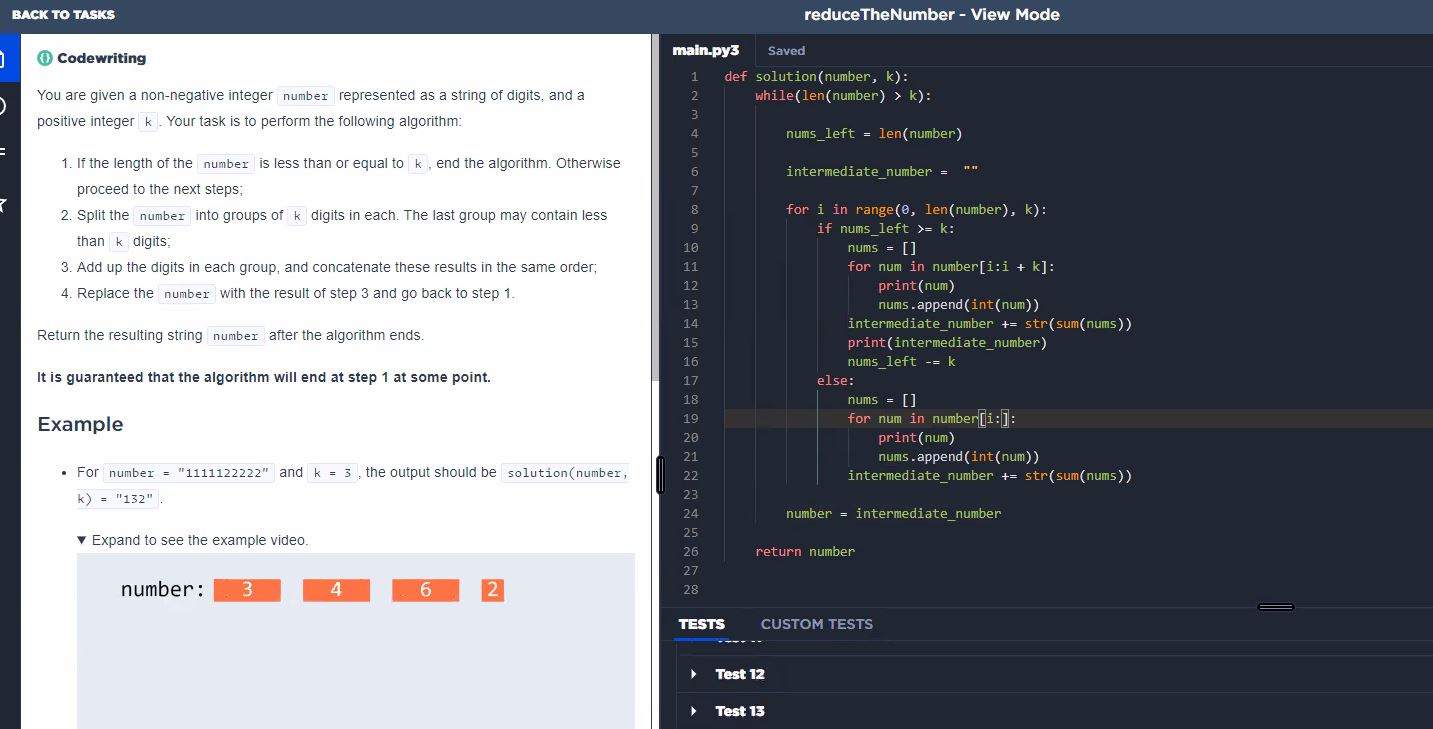 BACK TO TASKS
reduceTheNumber - View Mode
Codewriting
You are given a non-negative integer number represented as a string of digits, and a
positive integer k. Your task is to perform the following algorithm:
1. If the length of the number is less than or equal to k, end the algorithm. Otherwise
proceed to the next steps;
2. Split the number into groups of k digits in each. The last group may contain less
than k digits;
3. Add up the digits in each group, and concatenate these results in the same order;
4. Replace the number with the result of step 3 and go back to step 1.
Return the resulting string number after the algorithm ends.
It is guaranteed that the algorithm will end at step 1 at some point.
Example
• For number = "1111122222" and k = 3, the output should be solution(number,
k) = "132".
▼ Expand to see the example video.
number: 3 4 6 2
main.py3 Saved
1 def solution(number, k):
2     while(len(number) > k):
3
4         nums_left = len(number)
5
6         intermediate_number =  ""
7
8         for i in range(0, len(number), k):
9             if nums_left >= k:
10                 nums = []
11                 for num in number[i:i + k]:
12                     print(num)
13                     nums.append(int(num))
14                 intermediate_number += str(sum(nums))
15                 print(intermediate_number)
16                 nums_left -= k
17             else:
18                 nums = []
19                 for num in number[i:]:
20                     print(num)
21                     nums.append(int(num))
22                 intermediate_number += str(sum(nums))
23
24         number = intermediate_number
25
26     return number
27
28
TESTS CUSTOM TESTS
Test 12
Test 13